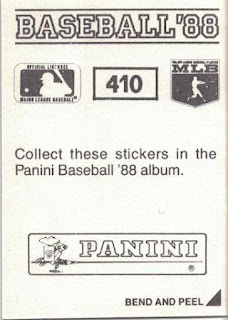 BASEBALL '88
OFFICIAL LICENSEE
MAJOR LEAGUE BASEBALL
410
MLB
Collect these stickers in the
Panini Baseball '88 album.
PANINI
®
BEND AND PEEL